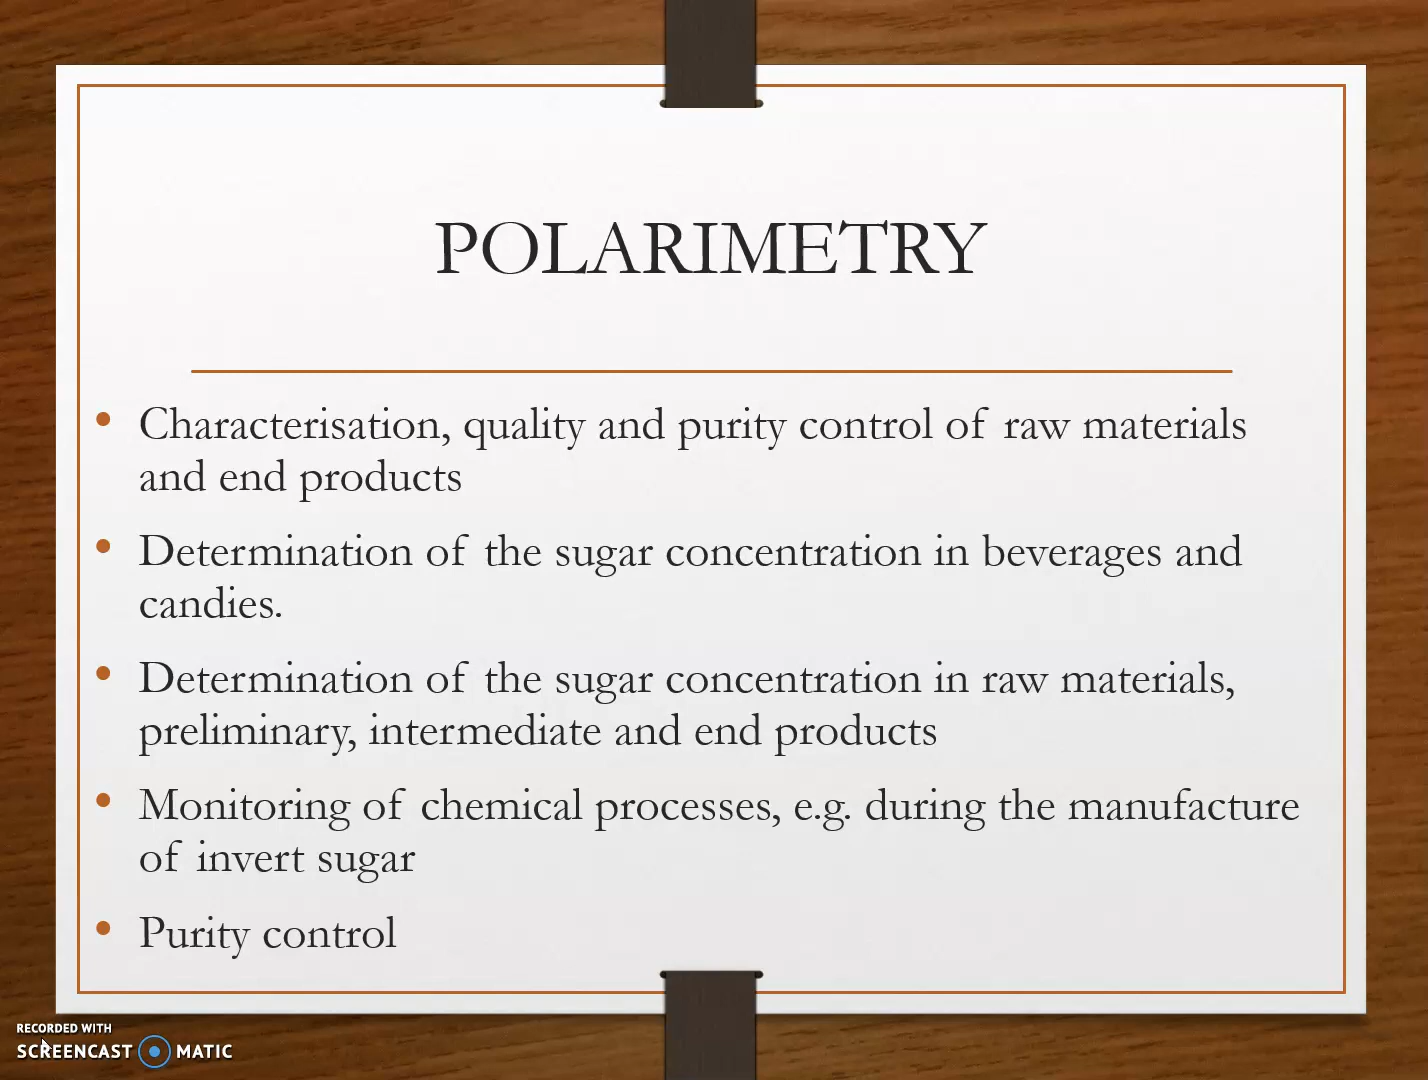 POLARIMETRY
• Characterisation, quality and purity control of raw materials
and end products
• Determination of the sugar concentration in beverages and
candies.
• Determination of the sugar concentration in raw materials,
preliminary, intermediate and end products
• Monitoring of chemical processes, e.g. during the manufacture
of invert sugar
• Purity control
RECORDED WITH
SCREENCAST MATIC